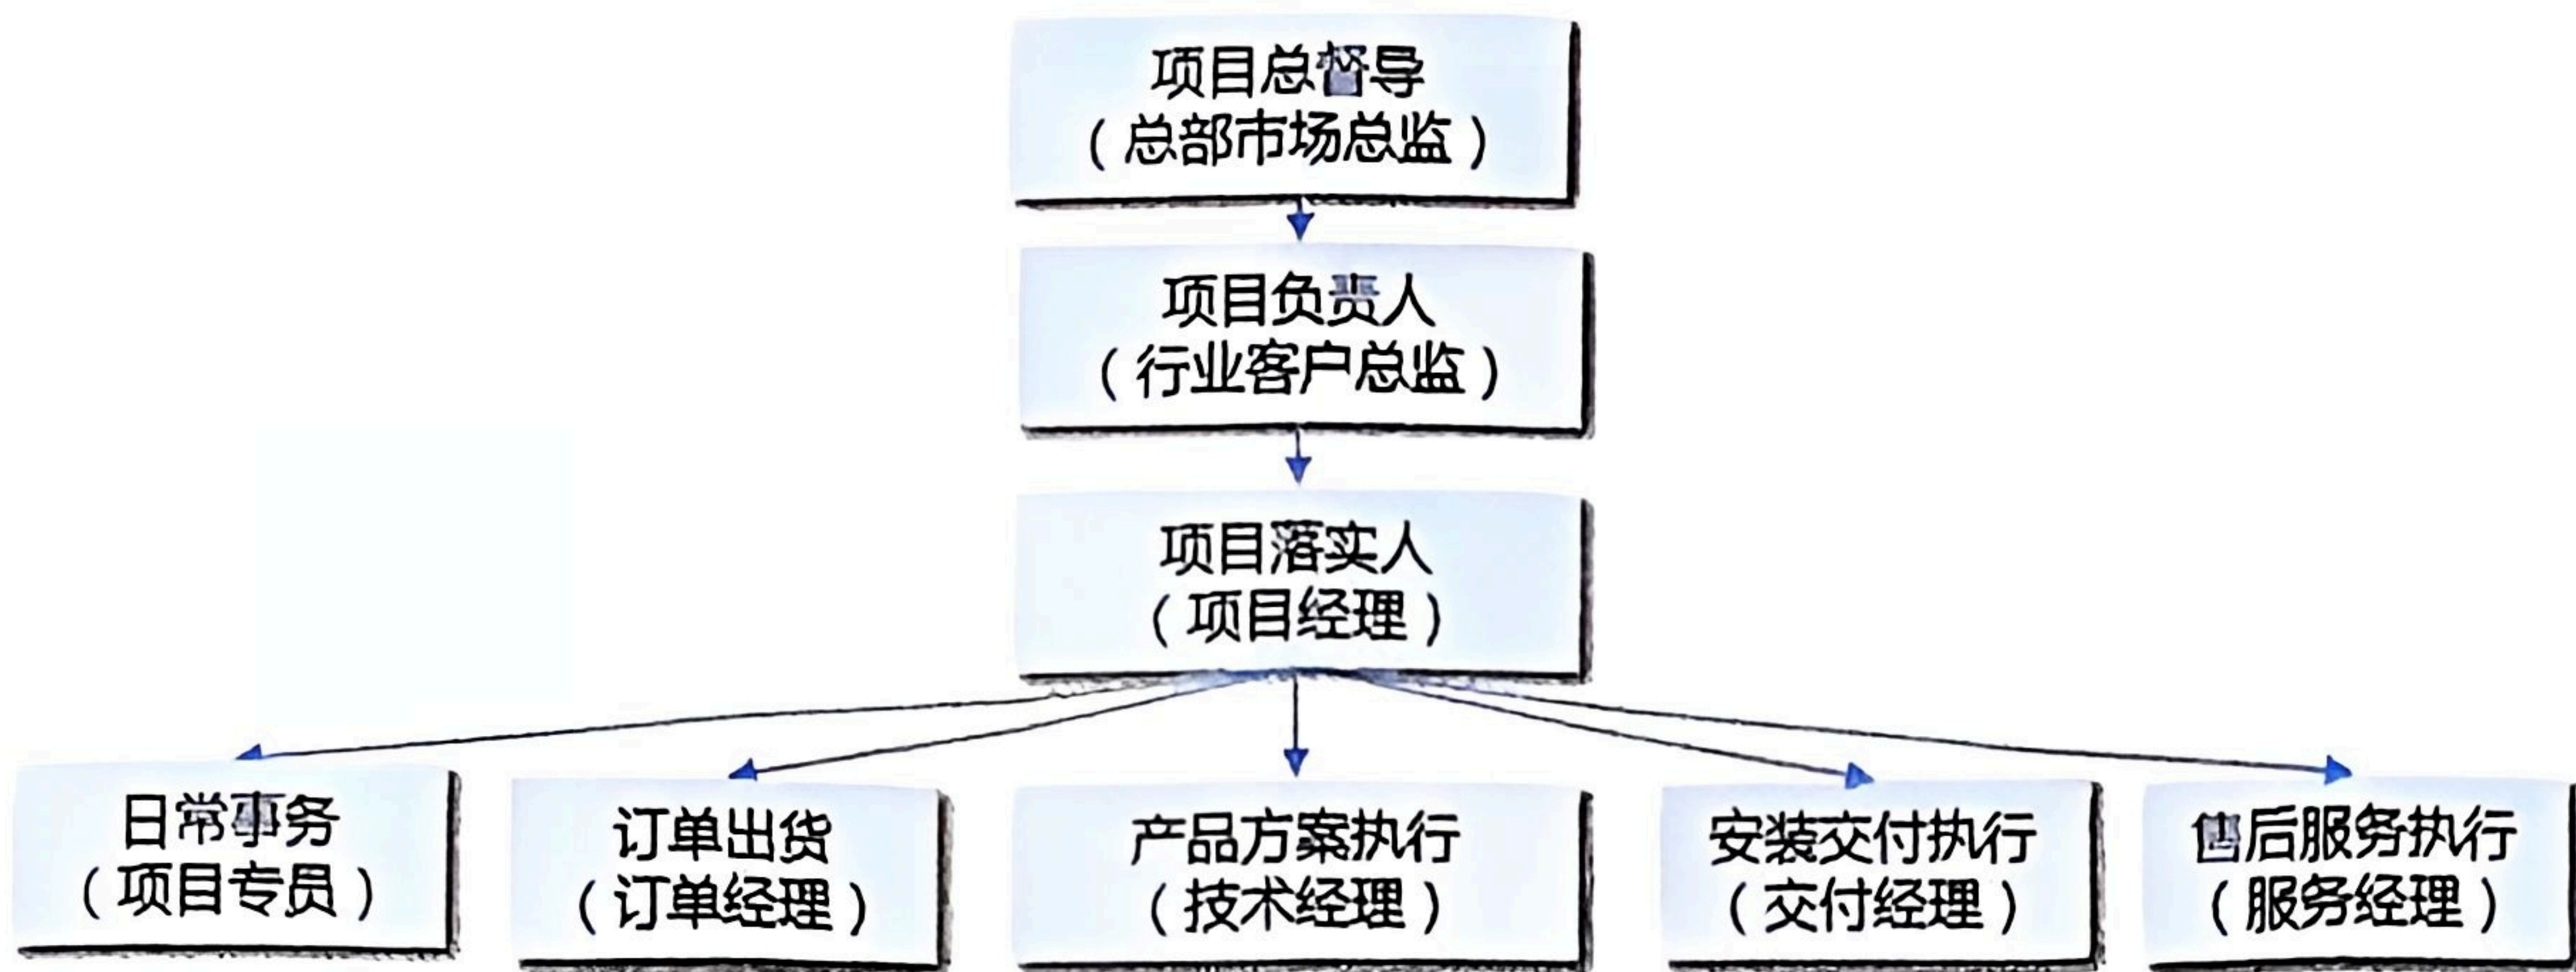 项目总督导
（总部市场总监）
项目负责人
（行业客户总监）
项目落实人
（项目经理）
日常事务
（项目专员）
订单出货
（订单经理）
产品方案执行
（技术经理）
安装交付执行
（交付经理）
售后服务执行
（服务经理）